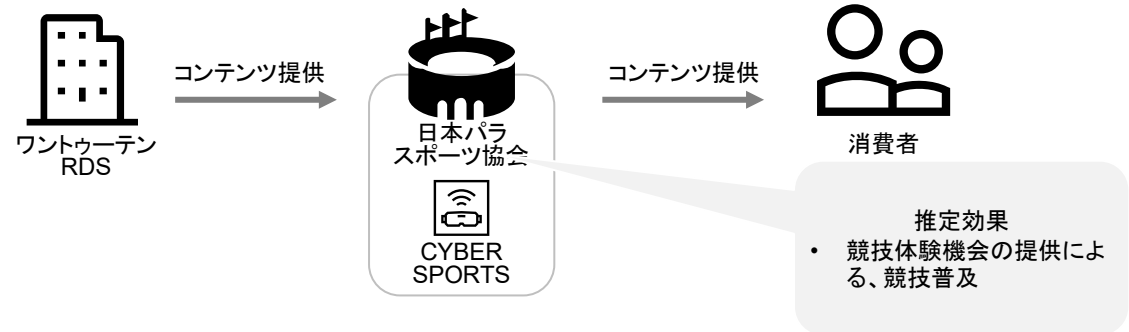 コンテンツ提供
コンテンツ提供
ワントゥーテン
RDS
日本パラ
スポーツ協会
CYBER
SPORTS
消費者
推定効果
• 競技体験機会の提供によ
る、競技普及